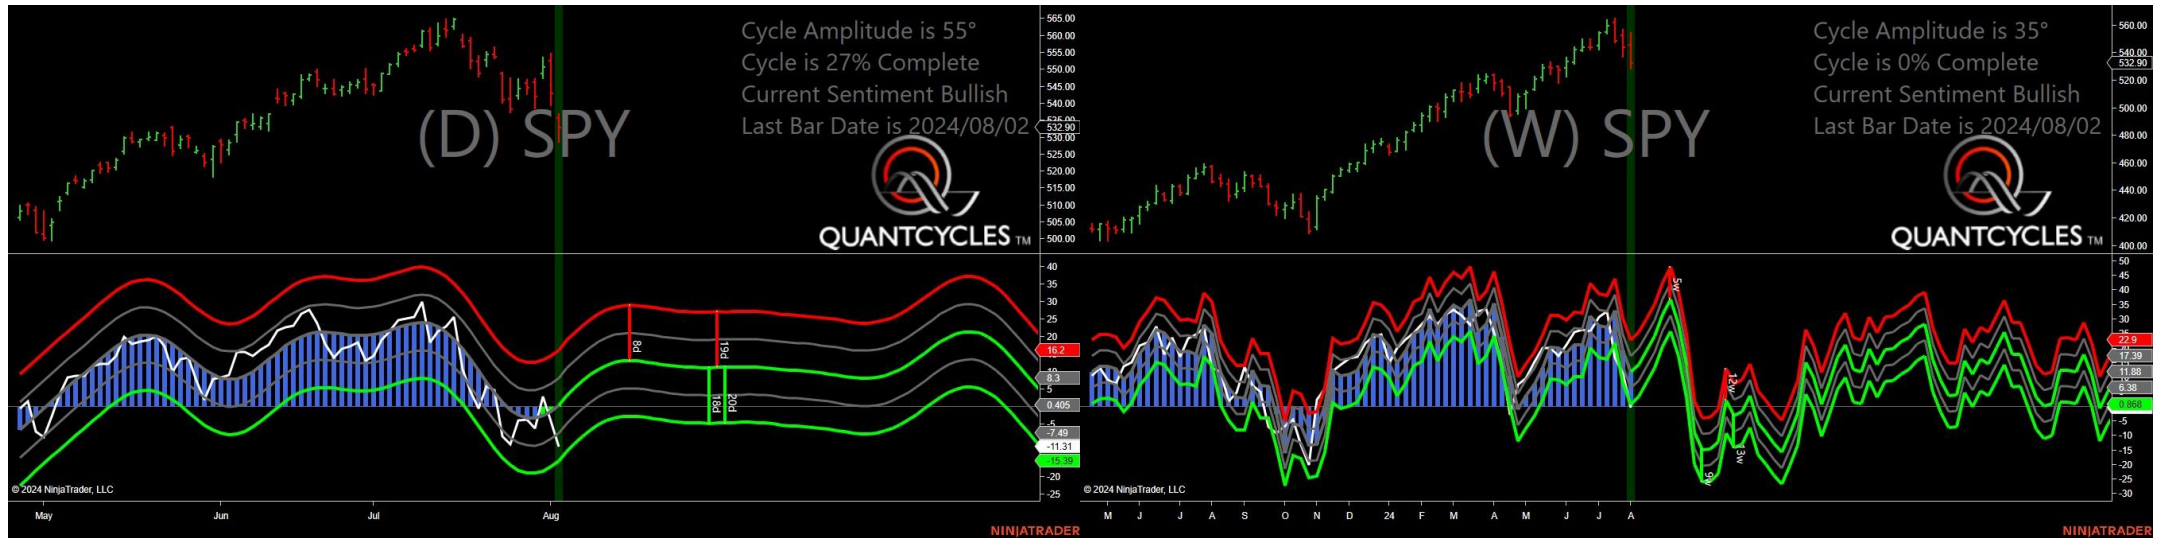 Cycle Amplitude is 55°
Cycle is 27% Complete
Current Sentiment Bullish
Last Bar Date is 2024/08/02
(D) SPY
QUANTCYCLES TM
565.00
560.00
555.00
550.00
545.00
540.00
532.90
530.00
525.00
520.00
515.00
510.00
505.00
500.00
40
35
30
25
20
16.2
8.3
5
0.405
-7.49
-11.31
-15.39
-20
-25
8d
19d
18d
20d
© 2024 NinjaTrader, LLC
May
Jun
Jul
Aug
NINJATRADER
Cycle Amplitude is 35°
Cycle is 0% Complete
Current Sentiment Bullish
Last Bar Date is 2024/08/02
(W) SPY
QUANTCYCLES TM
560.00
540.00
532.90
520.00
500.00
480.00
460.00
440.00
420.00
400.00
50
45
40
35
30
22.9
17.39
11.88
6.38
0.868
-5
-10
-15
-20
-25
-30
5w
12w
13w
9w
© 2024 NinjaTrader, LLC
M J J A S O N D 24 F M A M J J A
NINJATRADER